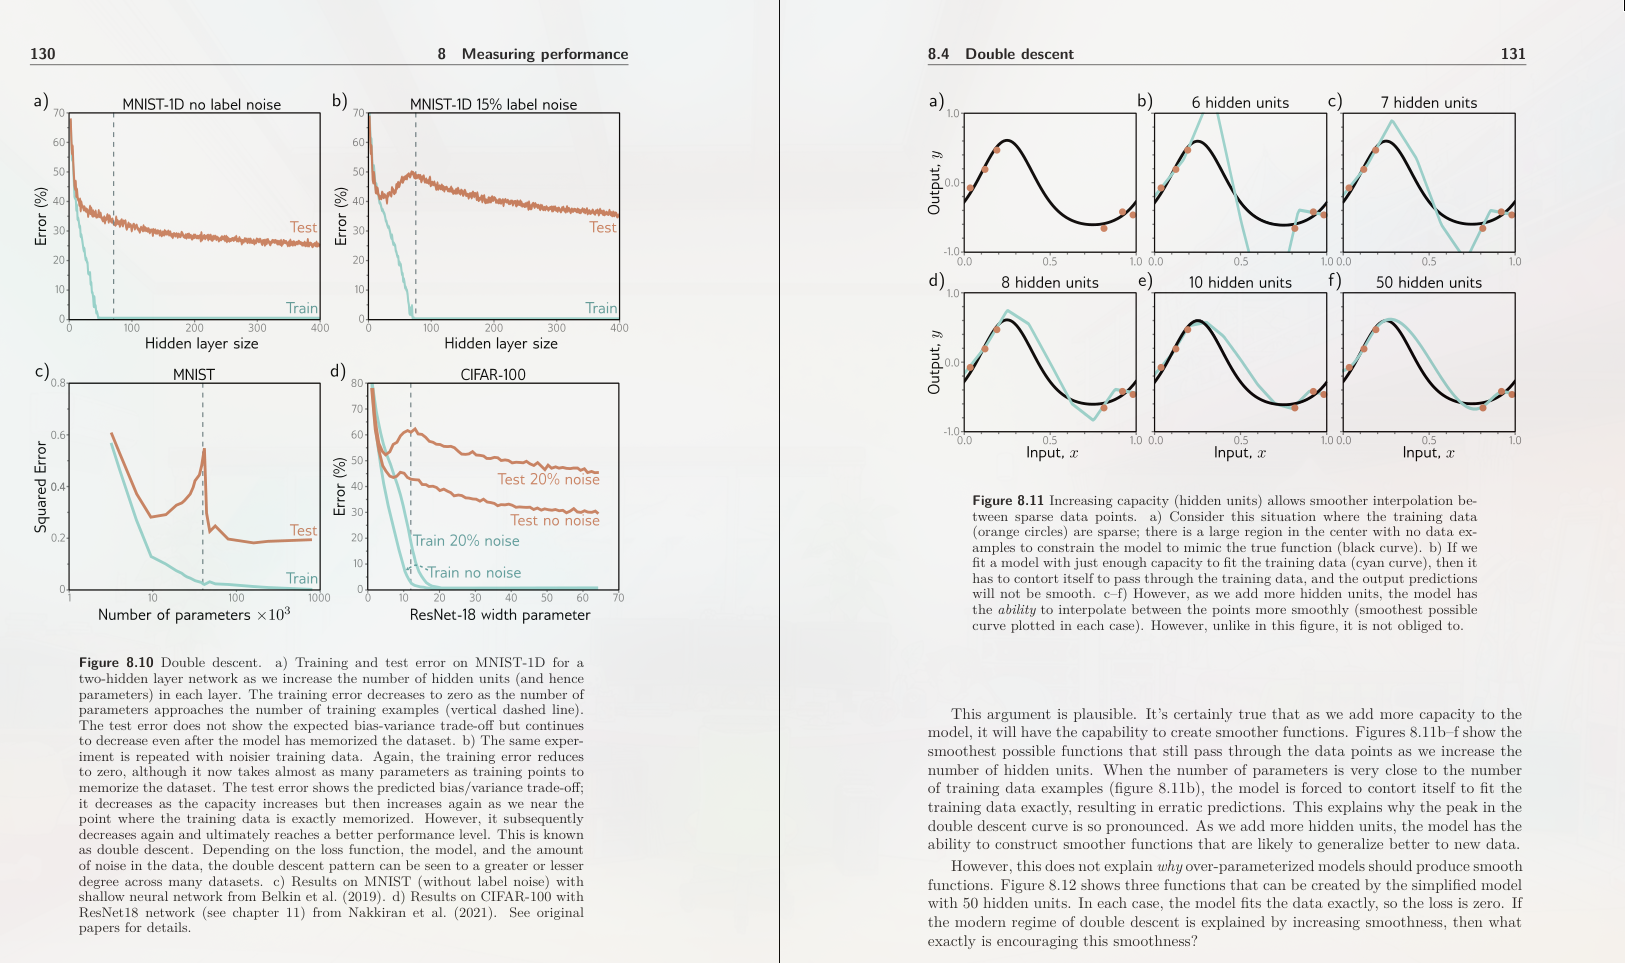 130
8 Measuring performance
a)
MNIST-1D no label noise
70
60
50
40
30
20
10
0
Error (%)
Test
Train
0 100 200 300 400
Hidden layer size
b)
MNIST-1D 15% label noise
70
60
50
40
30
20
10
0
Error (%)
Test
Train
0 100 200 300 400
Hidden layer size
c)
MNIST
0.8
0.6
0.4
0.2
0
Squared Error
Test
Train
1 10 100 1000
Number of parameters ×10³
d)
CIFAR-100
80
70
60
50
40
30
20
10
0
Error (%)
Test 20% noise
Test no noise
Train 20% noise
Train no noise
0 10 20 30 40 50 60 70
ResNet-18 width parameter
Figure 8.10 Double descent. a) Training and test error on MNIST-1D for a
two-hidden layer network as we increase the number of hidden units (and hence
parameters) in each layer. The training error decreases to zero as the number of
parameters approaches the number of training examples (vertical dashed line).
The test error does not show the expected bias-variance trade-off but continues
to decrease even after the model has memorized the dataset. b) The same exper-
iment is repeated with noisier training data. Again, the training error reduces
to zero, although it now takes almost as many parameters as training points to
memorize the dataset. The test error shows the predicted bias/variance trade-off;
it decreases as the capacity increases but then increases again as we near the
point where the training data is exactly memorized. However, it subsequently
decreases again and ultimately reaches a better performance level. This is known
as double descent. Depending on the loss function, the model, and the amount
of noise in the data, the double descent pattern can be seen to a greater or lesser
degree across many datasets. c) Results on MNIST (without label noise) with
shallow neural network from Belkin et al. (2019). d) Results on CIFAR-100 with
ResNet18 network (see chapter 11) from Nakkiran et al. (2021). See original
papers for details.
8.4 Double descent
131
a)
1.0
0.0
-1.0
Output, y
0.0 0.5 1.0
b)
6 hidden units
0.0 0.5 1.0
c)
7 hidden units
0.0 0.5 1.0
d)
8 hidden units
1.0
0.0
-1.0
Output, y
0.0 0.5 1.0
Input, x
e)
10 hidden units
0.0 0.5 1.0
Input, x
f)
50 hidden units
0.0 0.5 1.0
Input, x
Figure 8.11 Increasing capacity (hidden units) allows smoother interpolation be-
tween sparse data points. a) Consider this situation where the training data
(orange circles) are sparse; there is a large region in the center with no data ex-
amples to constrain the model to mimic the true function (black curve). b) If we
fit a model with just enough capacity to fit the training data (cyan curve), then it
has to contort itself to pass through the training data, and the output predictions
will not be smooth. c–f) However, as we add more hidden units, the model has
the ability to interpolate between the points more smoothly (smoothest possible
curve plotted in each case). However, unlike in this figure, it is not obliged to.
This argument is plausible. It's certainly true that as we add more capacity to the
model, it will have the capability to create smoother functions. Figures 8.11b–f show the
smoothest possible functions that still pass through the data points as we increase the
number of hidden units. When the number of parameters is very close to the number
of training data examples (figure 8.11b), the model is forced to contort itself to fit the
training data exactly, resulting in erratic predictions. This explains why the peak in the
double descent curve is so pronounced. As we add more hidden units, the model has the
ability to construct smoother functions that are likely to generalize better to new data.
However, this does not explain why over-parameterized models should produce smooth
functions. Figure 8.12 shows three functions that can be created by the simplified model
with 50 hidden units. In each case, the model fits the data exactly, so the loss is zero. If
the modern regime of double descent is explained by increasing smoothness, then what
exactly is encouraging this smoothness?